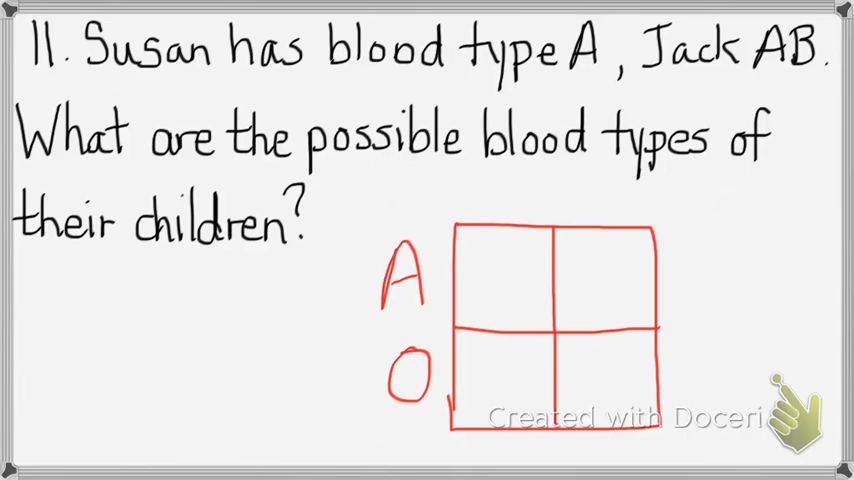 11. Susan has blood type A, Jack AB.
What are the possible blood types of
their children?
A
O
Created with Doceri